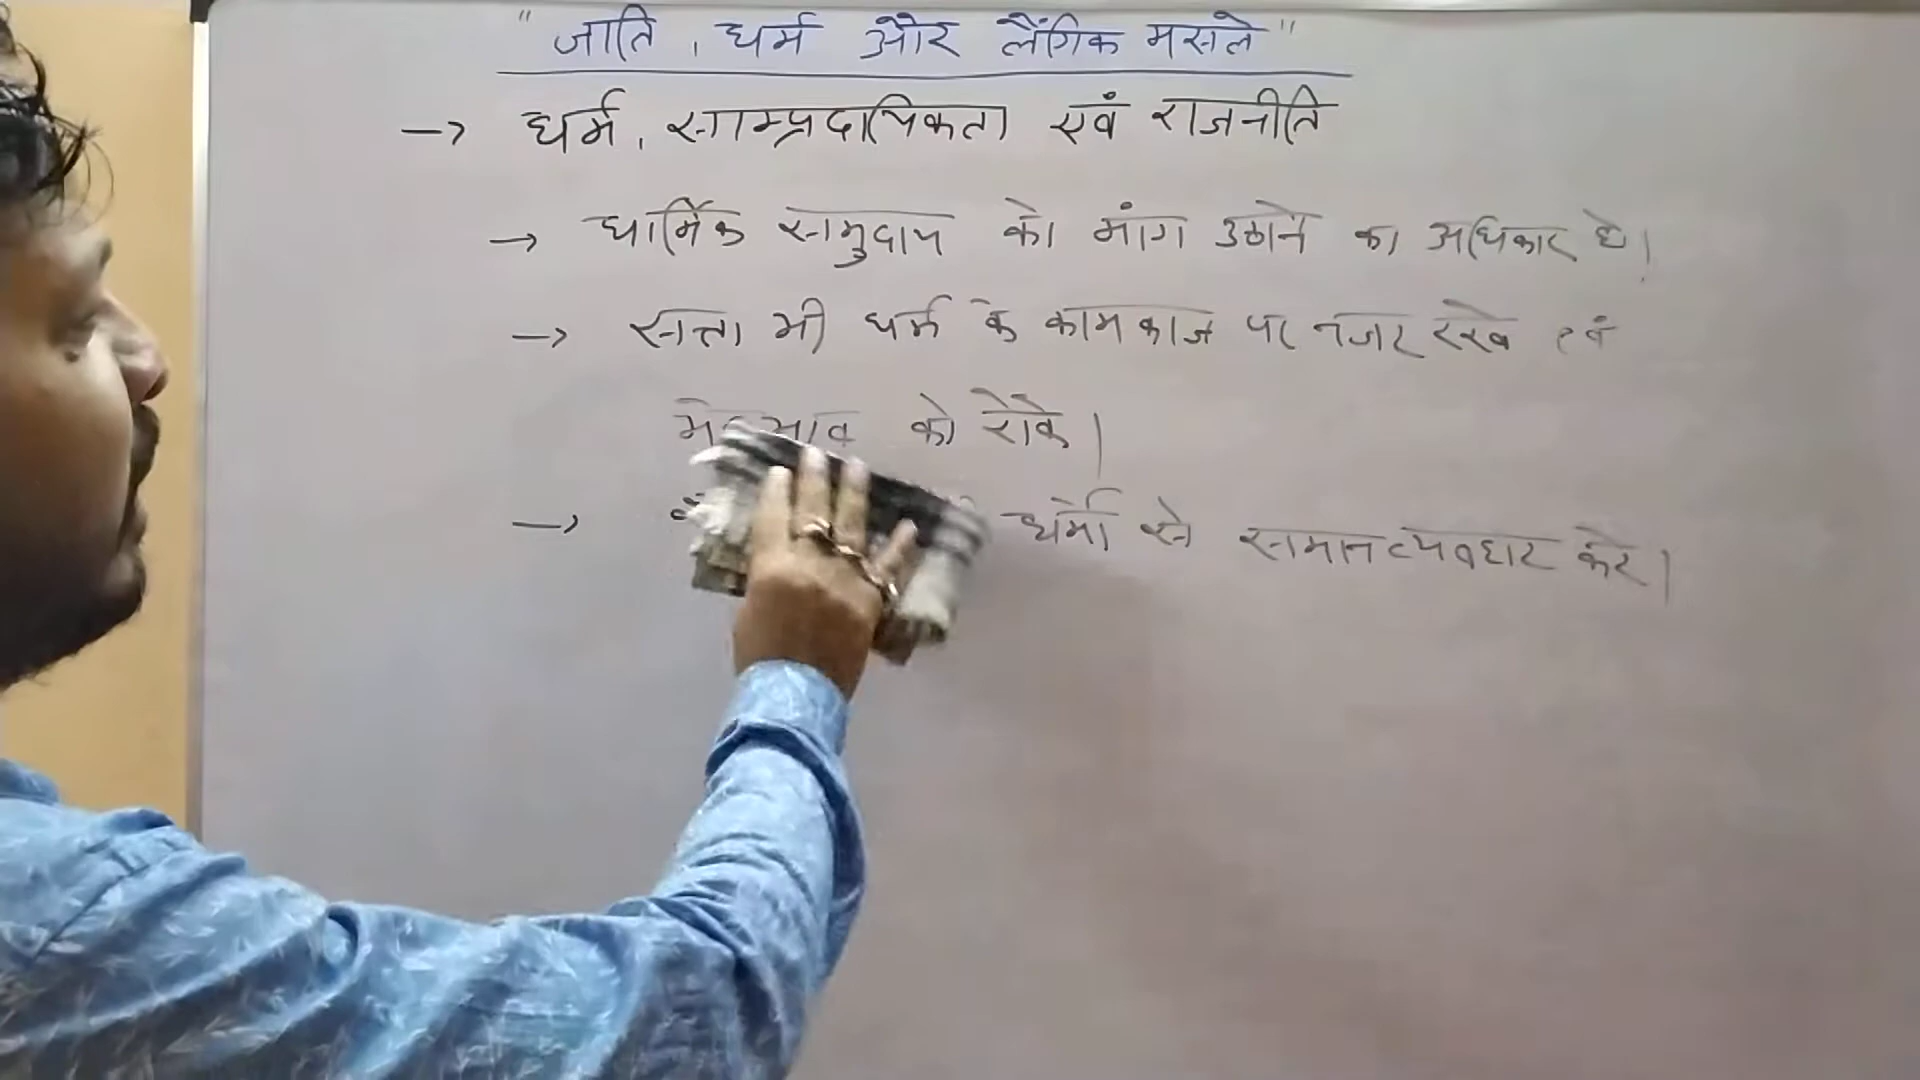 "जाति, धर्म और लैंगिक मसले"
→ धर्म, साम्प्रदायिकता एवं राजनीति
→ धार्मिक समुदाय को मांग उठाने का अधिकार है।
→ सत्ता भी धर्म के कामकाज पर नजर रखे एवं
को रोके।
→ धर्मो से समान व्यवहार करे।